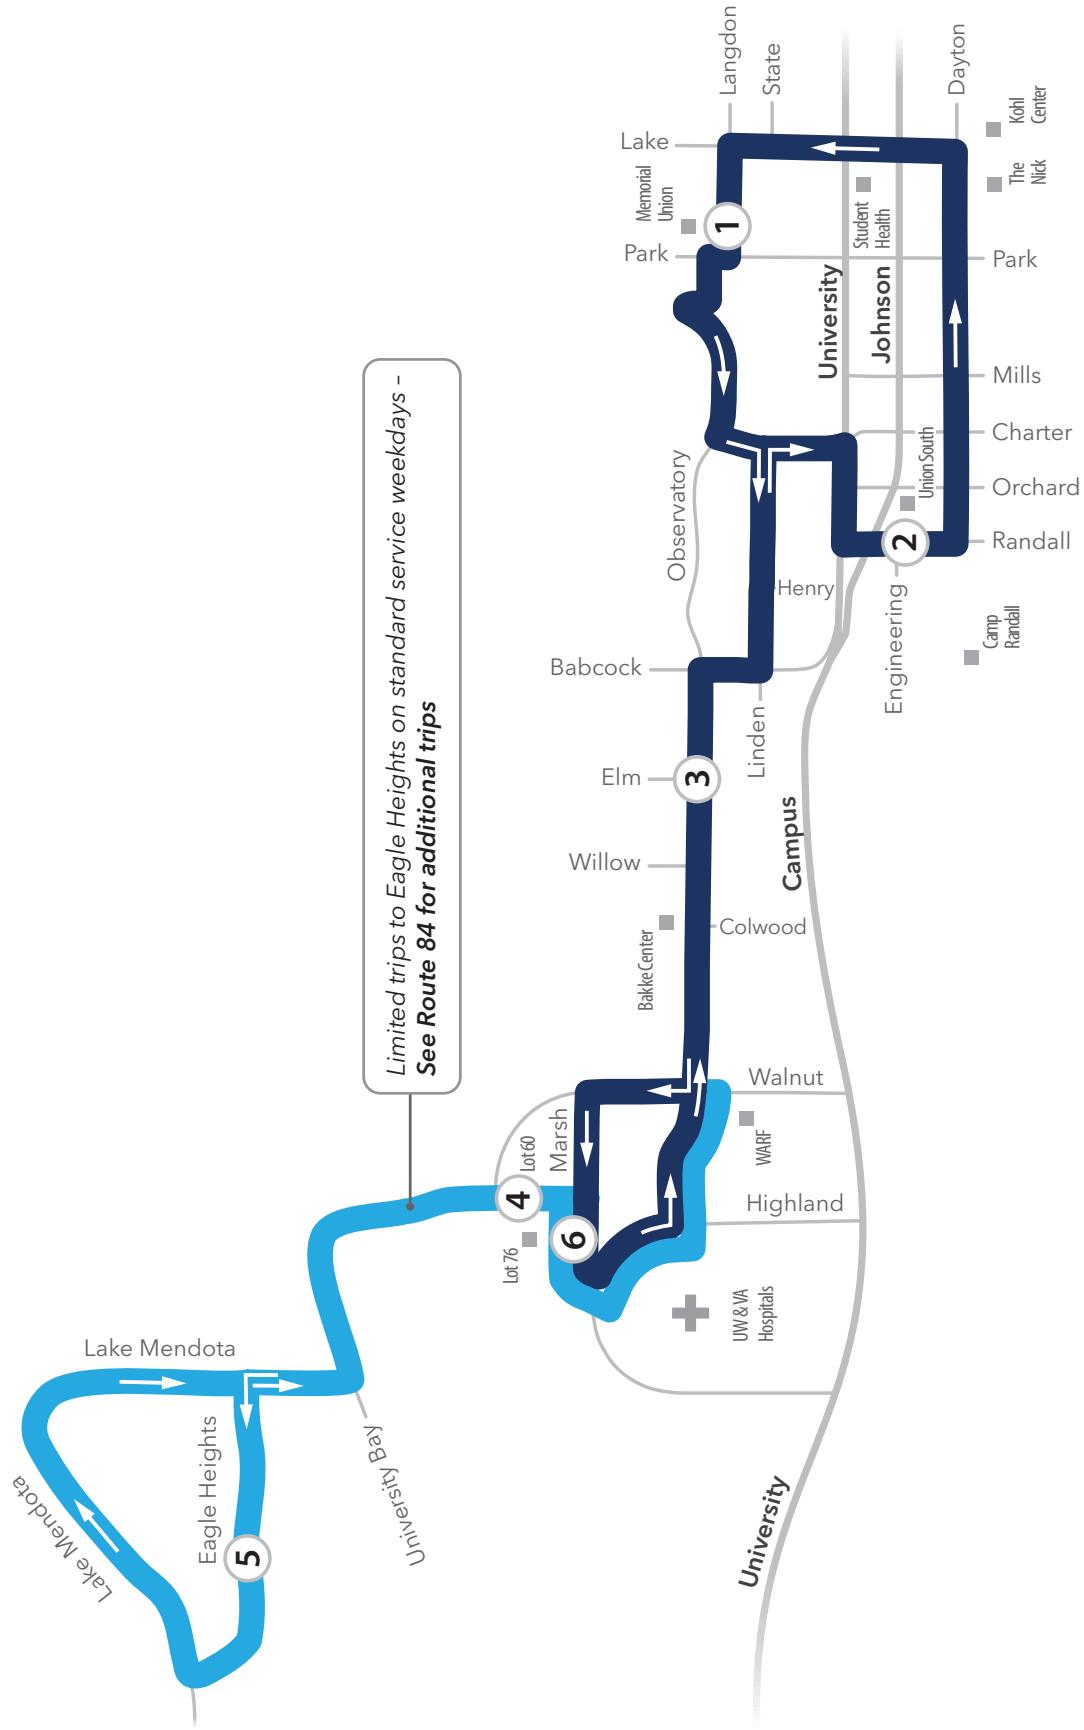 Langdon
State
Dayton
Kohl
Center
The
Nick
Lake
Memorial
Union
1
Park
Student
Health
Park
University
Johnson
Mills
Charter
Union South
Orchard
2
Randall
Observatory
Henry
Engineering
Camp
Randall
Babcock
Linden
Elm
3
Willow
Campus
Bakke Center
Colwood
Limited trips to Eagle Heights on standard service weekdays –
See Route 84 for additional trips
Walnut
WARF
Marsh
Lot 60
4
Highland
6
Lot 76
UW & VA
Hospitals
Lake Mendota
Eagle Heights
University Bay
Lake Mendota
5
University